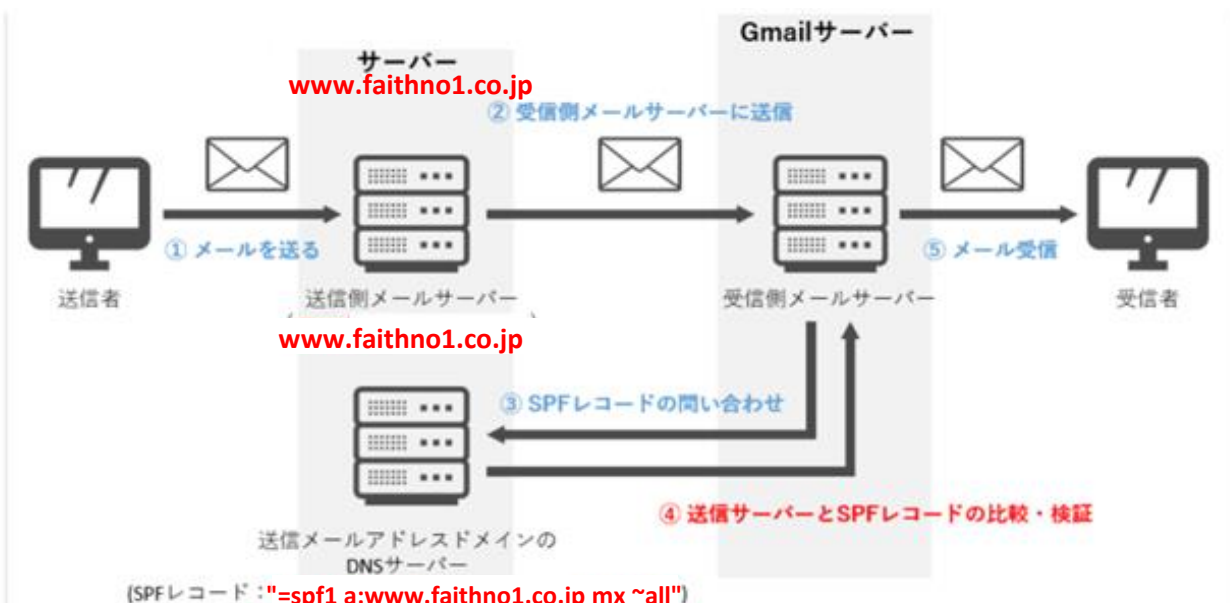 サーバー
www.faithno1.co.jp
Gmailサーバー
② 受信側メールサーバーに送信
① メールを送る
⑤ メール受信
送信者
送信側メールサーバー
受信側メールサーバー
受信者
www.faithno1.co.jp
③ SPFレコードの問い合わせ
④ 送信サーバーとSPFレコードの比較・検証
送信メールアドレスドメインの
DNSサーバー
(SPFレコード："=spf1 a:www.faithno1.co.jp mx ~all")